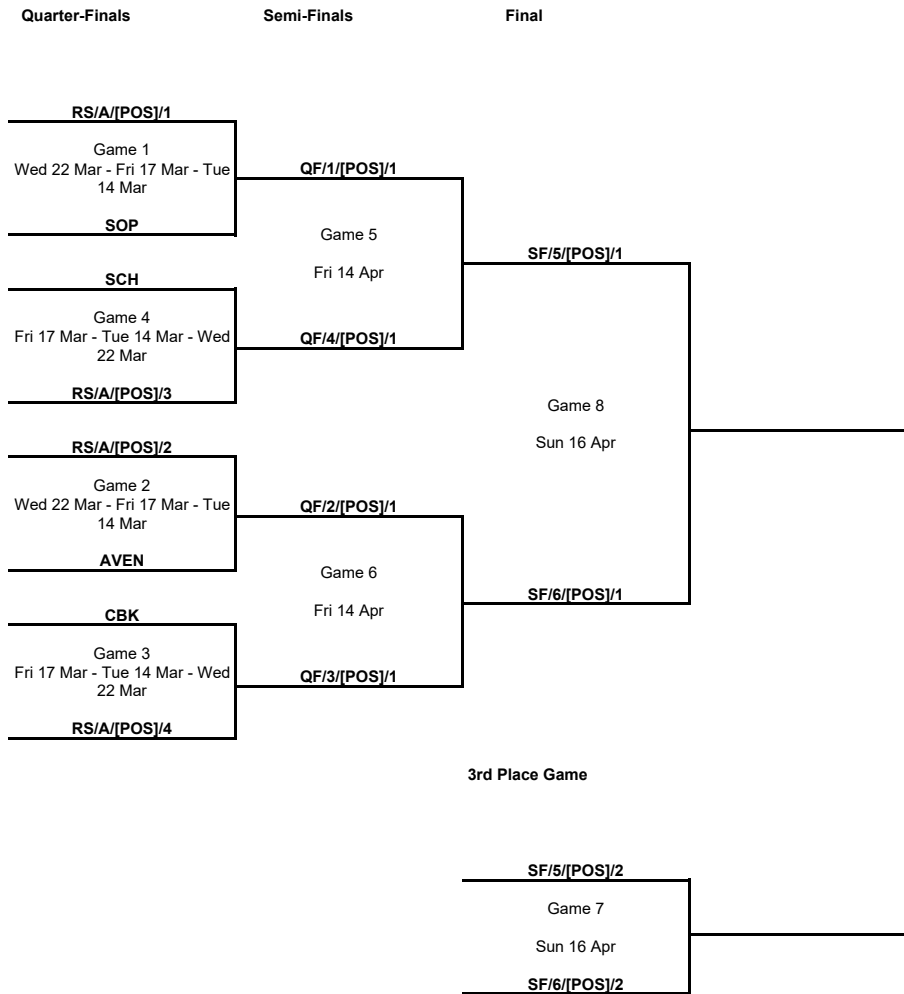 Quarter-Finals
Semi-Finals
Final
RS/A/[POS]/1
Game 1
Wed 22 Mar - Fri 17 Mar - Tue
14 Mar
SOP
QF/1/[POS]/1
Game 5
Fri 14 Apr
SCH
Game 4
Fri 17 Mar - Tue 14 Mar - Wed
22 Mar
RS/A/[POS]/3
QF/4/[POS]/1
SF/5/[POS]/1
Game 8
Sun 16 Apr
RS/A/[POS]/2
Game 2
Wed 22 Mar - Fri 17 Mar - Tue
14 Mar
AVEN
QF/2/[POS]/1
Game 6
Fri 14 Apr
SF/6/[POS]/1
CBK
Game 3
Fri 17 Mar - Tue 14 Mar - Wed
22 Mar
RS/A/[POS]/4
QF/3/[POS]/1
3rd Place Game
SF/5/[POS]/2
Game 7
Sun 16 Apr
SF/6/[POS]/2